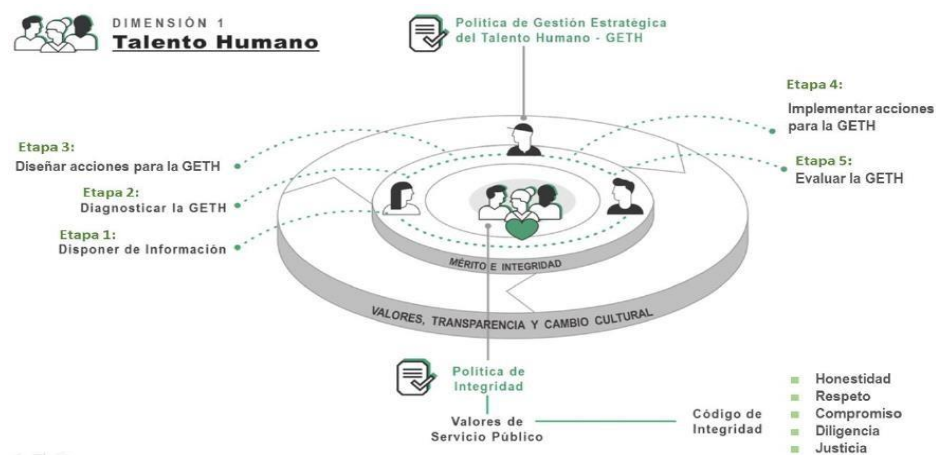 DIMENSIÓN 1
Talento Humano
Política de Gestión Estratégica
del Talento Humano - GETH
Etapa 4:
Implementar acciones
para la GETH
Etapa 3:
Diseñar acciones para la GETH
Etapa 5:
Evaluar la GETH
Etapa 2:
Diagnosticar la GETH
Etapa 1:
Disponer de Información
MÉRITO E INTEGRIDAD
VALORES, TRANSPARENCIA Y CAMBIO CULTURAL
Política de
Integridad
Valores de
Servicio Público
Código de
Integridad
Honestidad
Respeto
Compromiso
Diligencia
Justicia